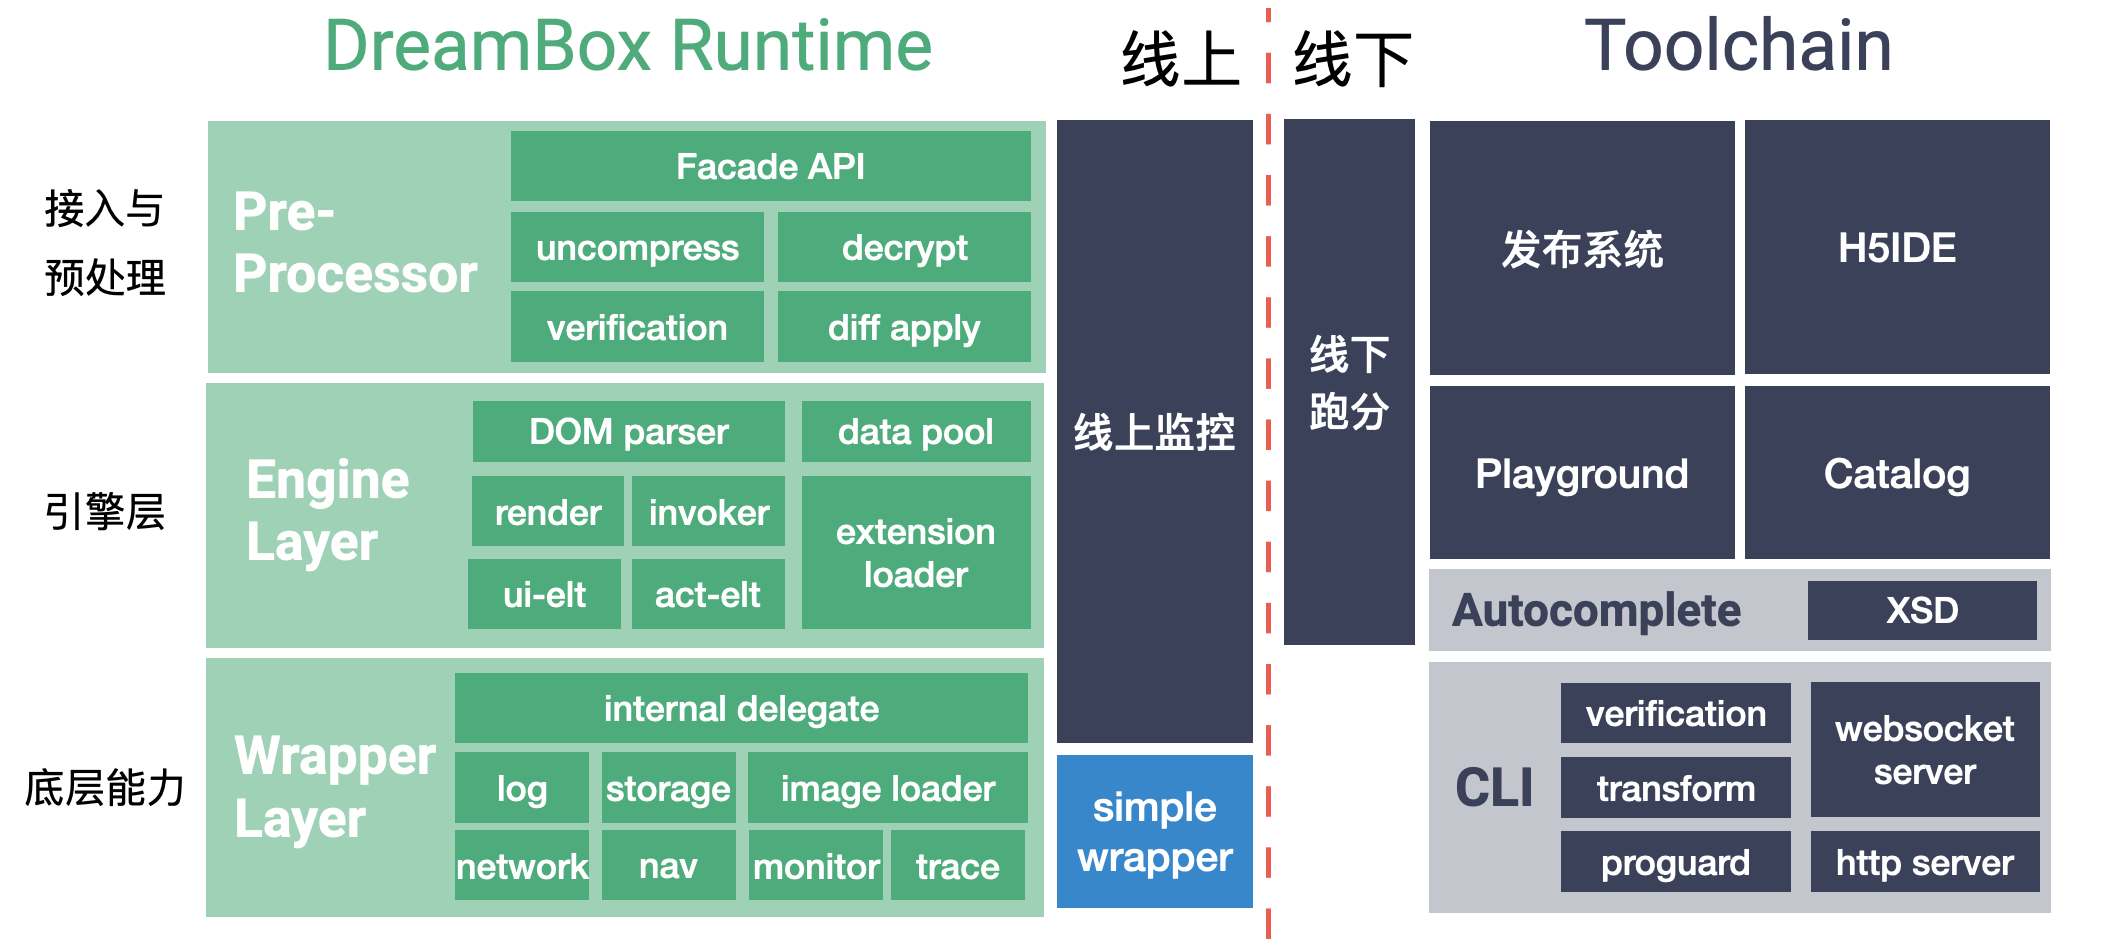 DreamBox Runtime
线上
线下
Toolchain
接入与
预处理
Pre-
Processor
Facade API
uncompress
decrypt
verification
diff apply
引擎层
Engine
Layer
DOM parser
data pool
render
invoker
extension
loader
ui-elt
act-elt
底层能力
Wrapper
Layer
internal delegate
log
storage
image loader
network
nav
monitor
trace
线上监控
simple
wrapper
线下
跑分
发布系统
H5IDE
Playground
Catalog
Autocomplete
XSD
CLI
verification
transform
proguard
websocket
server
http server